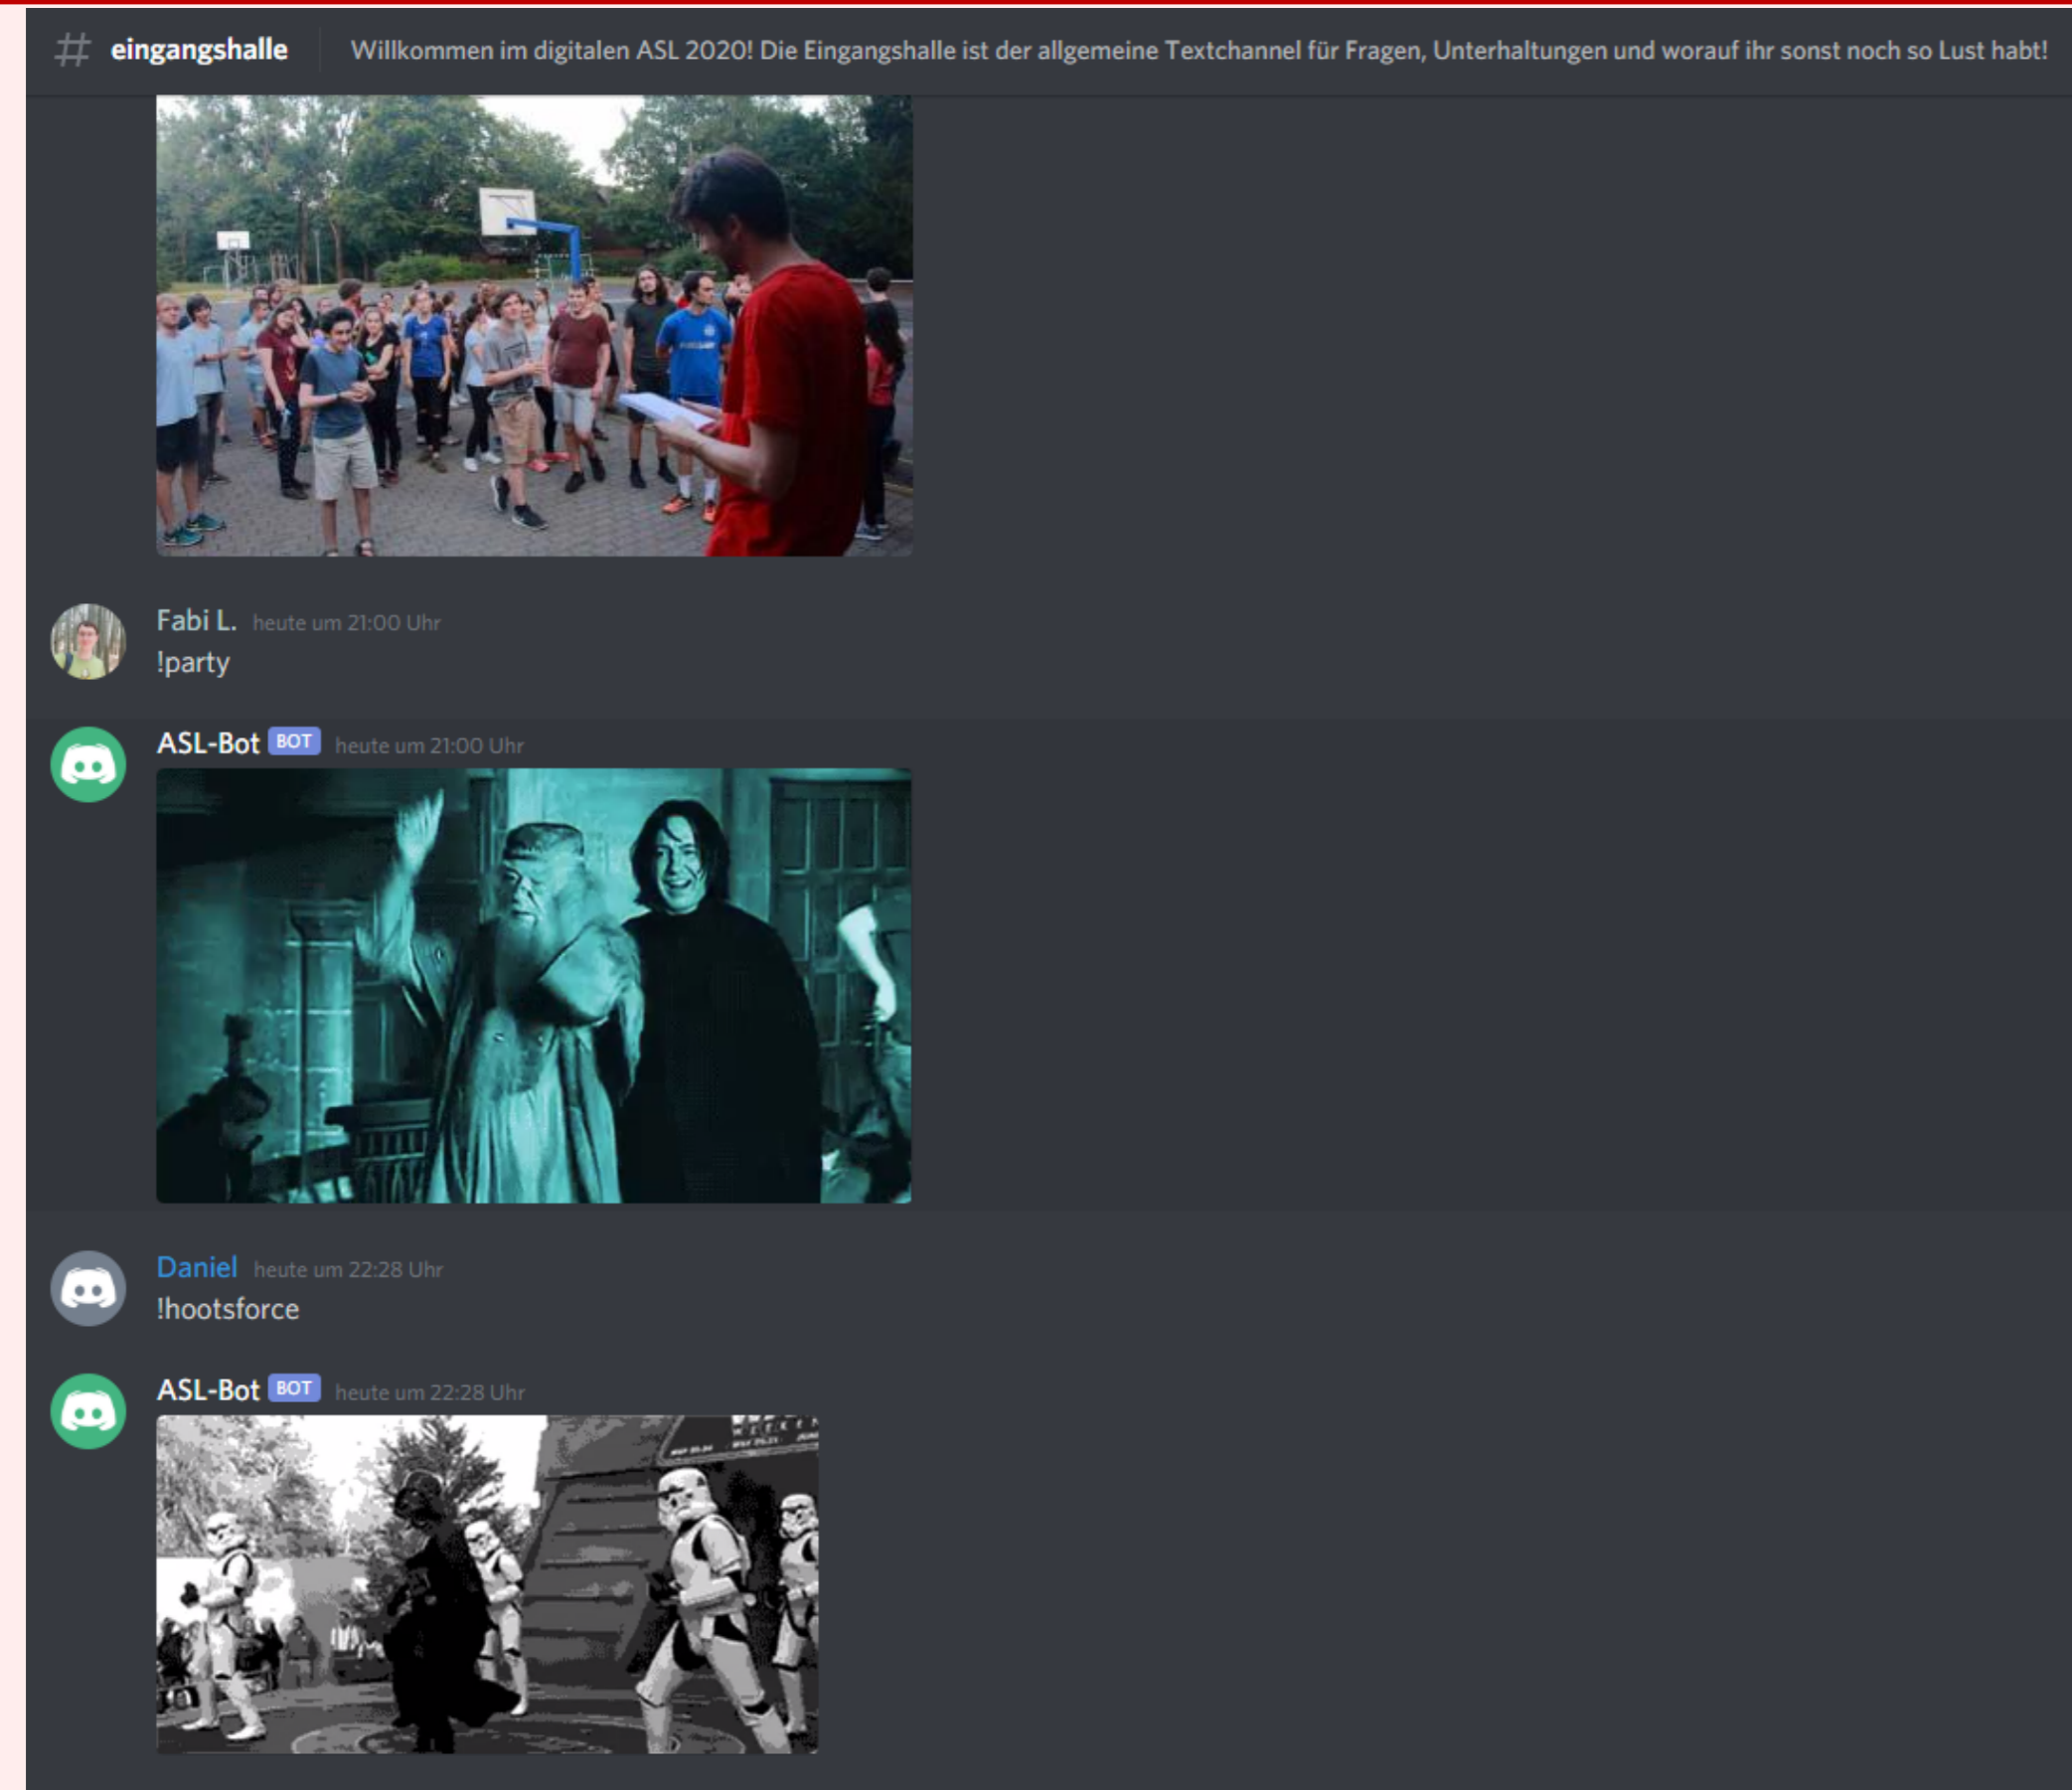 # eingangshalle Willkommen im digitalen ASL 2020! Die Eingangshalle ist der allgemeine Textchannel für Fragen, Unterhaltungen und worauf ihr sonst noch so Lust habt!
Fabi L. heute um 21:00 Uhr
!party
ASL-Bot BOT heute um 21:00 Uhr
Daniel heute um 22:28 Uhr
!hootsforce
ASL-Bot BOT heute um 22:28 Uhr